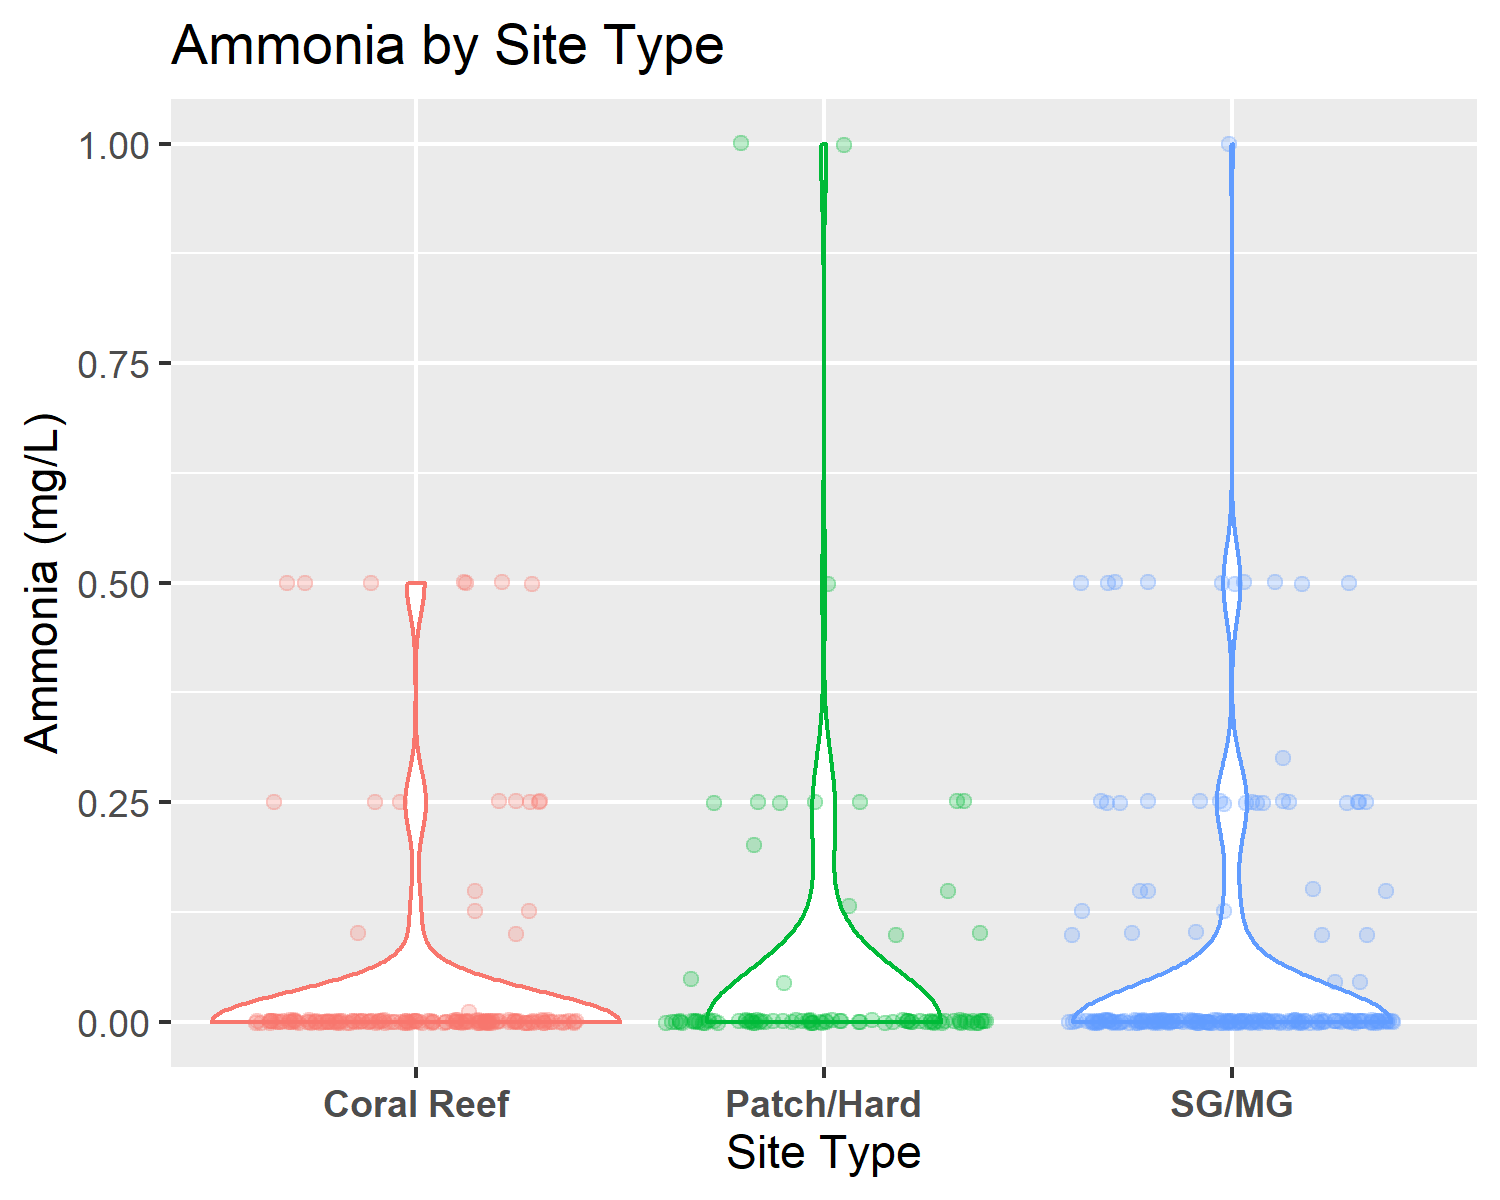 Ammonia by Site Type
Ammonia (mg/L)
1.00
0.75
0.50
0.25
0.00
Coral Reef
Patch/Hard
SG/MG
Site Type